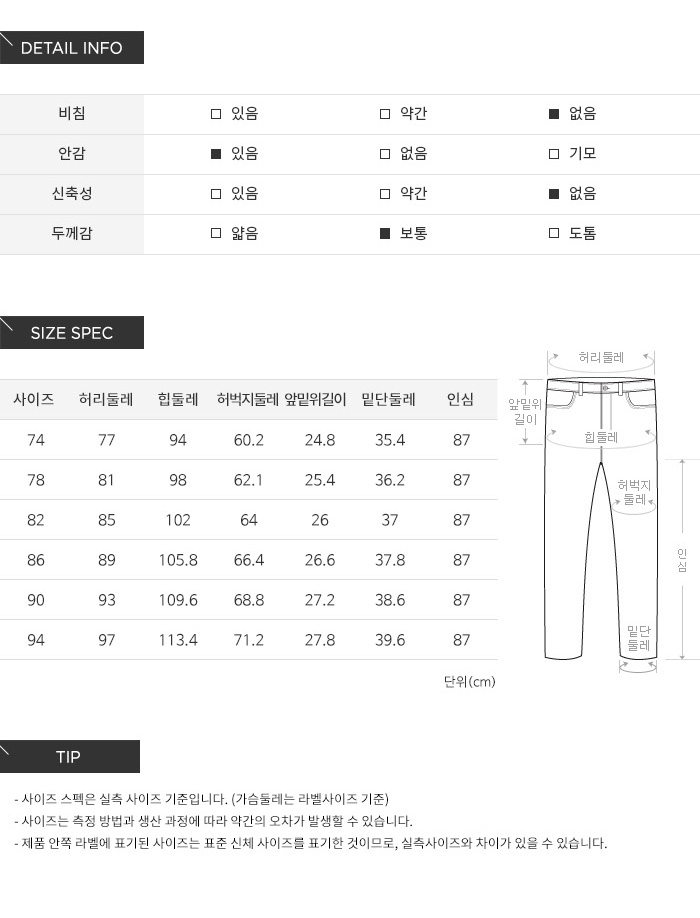 DETAIL INFO
비침 □ 있음 □ 약간 ■ 없음
안감 ■ 있음 □ 없음 □ 기모
신축성 □ 있음 □ 약간 ■ 없음
두께감 □ 얇음 ■ 보통 □ 도톰
SIZE SPEC
사이즈 허리둘레 힙둘레 허벅지둘레 앞밑위길이 밑단둘레 인심
74 77 94 60.2 24.8 35.4 87
78 81 98 62.1 25.4 36.2 87
82 85 102 64 26 37 87
86 89 105.8 66.4 26.6 37.8 87
90 93 109.6 68.8 27.2 38.6 87
94 97 113.4 71.2 27.8 39.6 87
단위(cm)
허리둘레
앞밑위
길이
힙둘레
허벅지
둘레
인
심
밑단
둘레
TIP
- 사이즈 스펙은 실측 사이즈 기준입니다. (가슴둘레는 라벨사이즈 기준)
- 사이즈는 측정 방법과 생산 과정에 따라 약간의 오차가 발생할 수 있습니다.
- 제품 안쪽 라벨에 표기된 사이즈는 표준 신체 사이즈를 표기한 것이므로, 실측사이즈와 차이가 있을 수 있습니다.